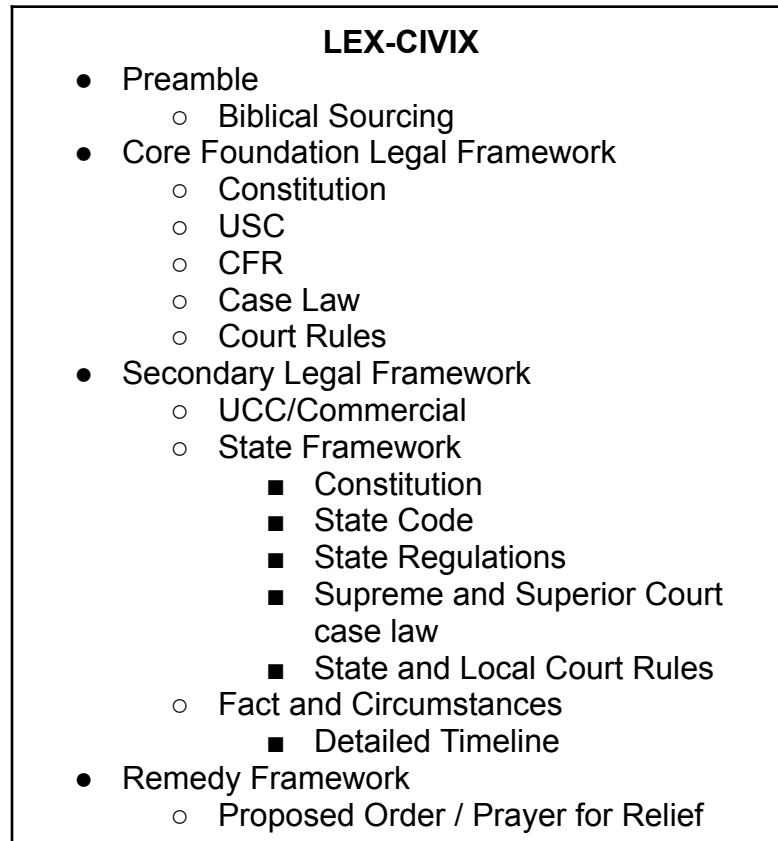 LEX-CIVIX
● Preamble
○ Biblical Sourcing
● Core Foundation Legal Framework
○ Constitution
○ USC
○ CFR
○ Case Law
○ Court Rules
● Secondary Legal Framework
○ UCC/Commercial
○ State Framework
■ Constitution
■ State Code
■ State Regulations
■ Supreme and Superior Court
case law
■ State and Local Court Rules
○ Fact and Circumstances
■ Detailed Timeline
● Remedy Framework
○ Proposed Order / Prayer for Relief